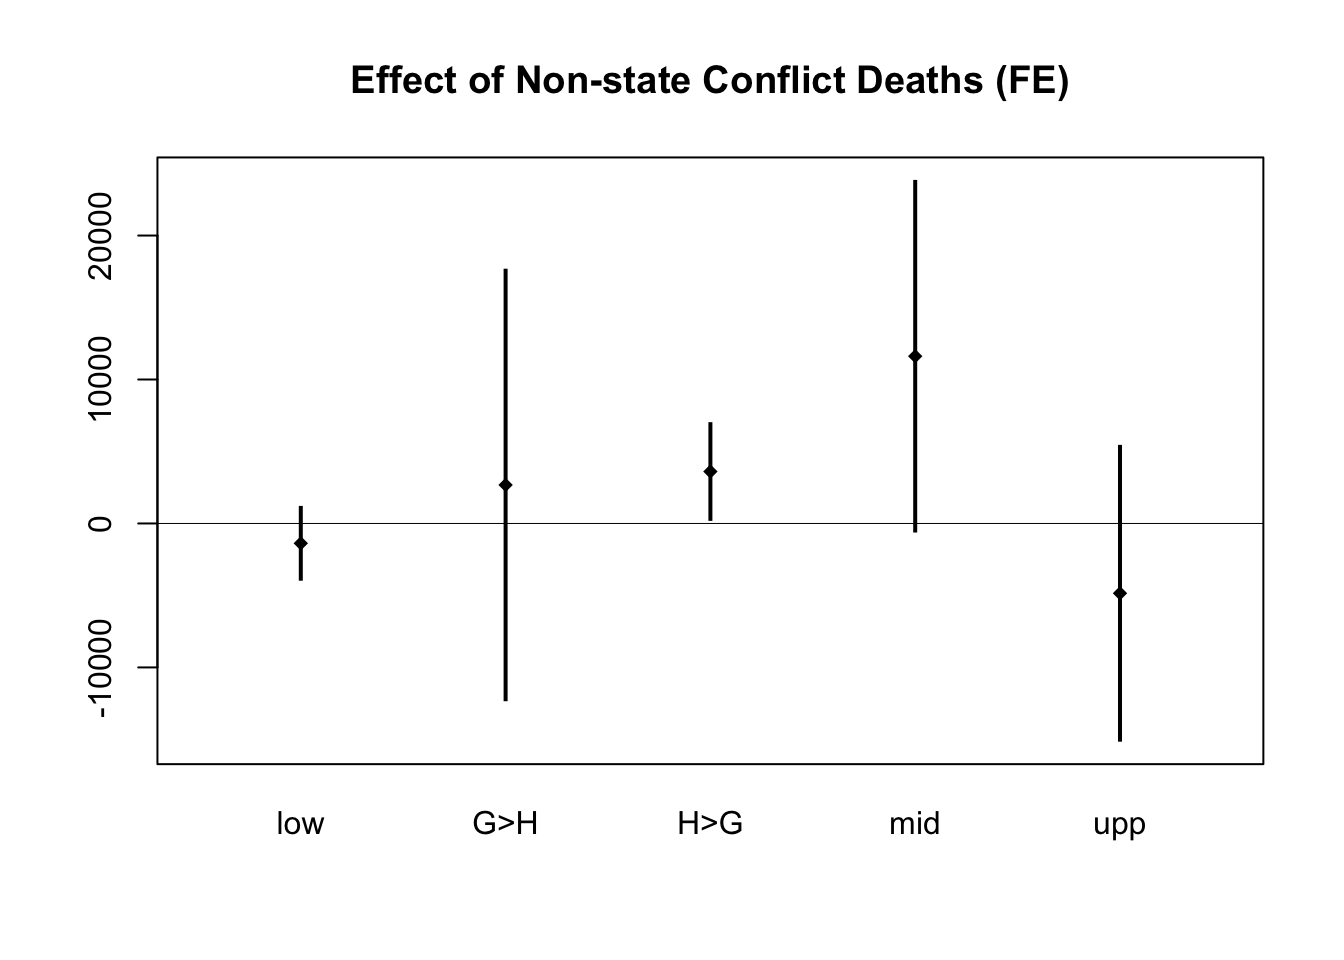 Effect of Non-state Conflict Deaths (FE)
20000
10000
0
-10000
low G>H H>G mid upp